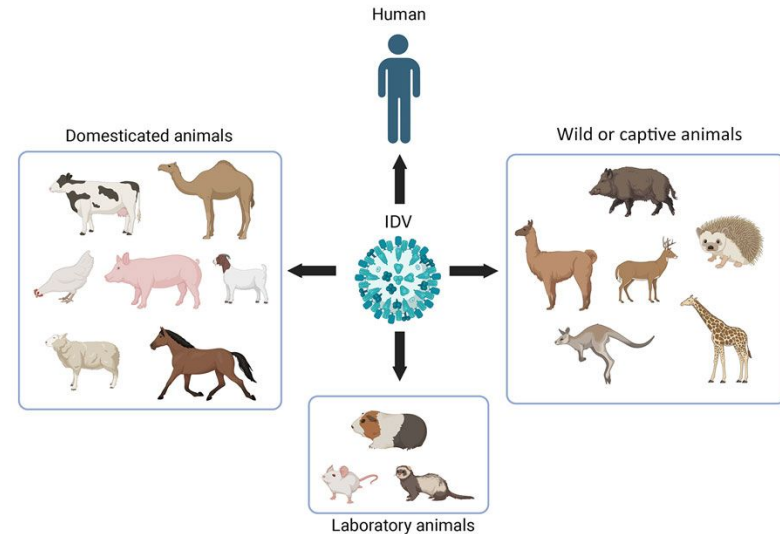 Human
Domesticated animals
Wild or captive animals
IDV
Laboratory animals